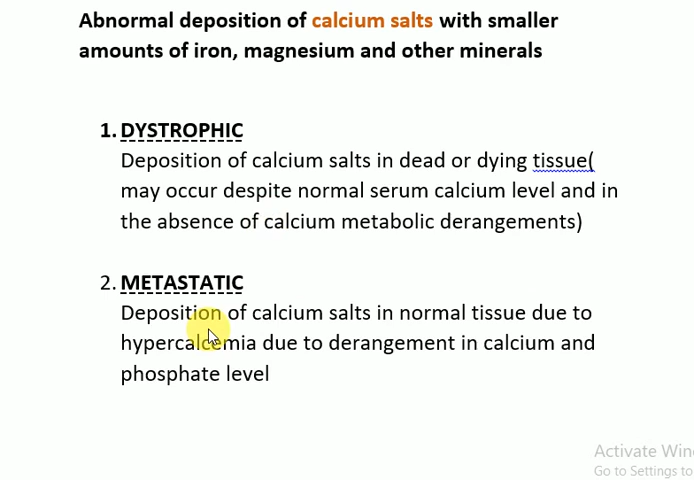 Abnormal deposition of calcium salts with smaller
amounts of iron, magnesium and other minerals
1. DYSTROPHIC
Deposition of calcium salts in dead or dying tissue(
may occur despite normal serum calcium level and in
the absence of calcium metabolic derangements)
2. METASTATIC
Deposition of calcium salts in normal tissue due to
hypercalcemia due to derangement in calcium and
phosphate level
Activate Win
Go to Settings to